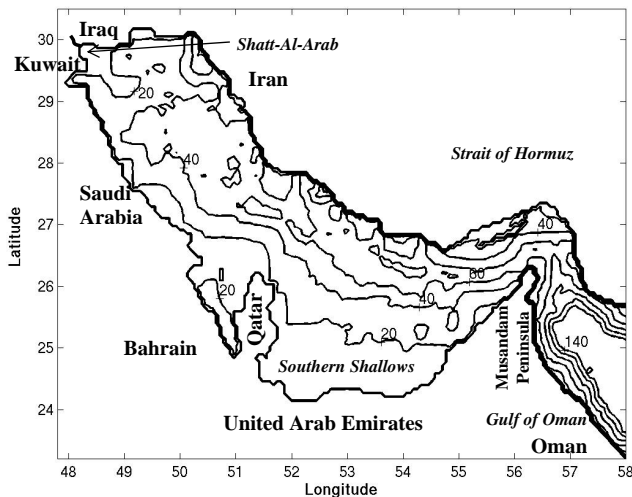 30
29
28
27
26
25
24
Latitude
48 49 50 51 52 53 54 55 56 57 58
Longitude
Iraq
Shatt-Al-Arab
Kuwait
Iran
20
Strait of Hormuz
40
Saudi
Arabia
40
20
Qatar
40
20
Bahrain
Southern Shallows
Musandam
Peninsula
140
United Arab Emirates
Gulf of Oman
Oman